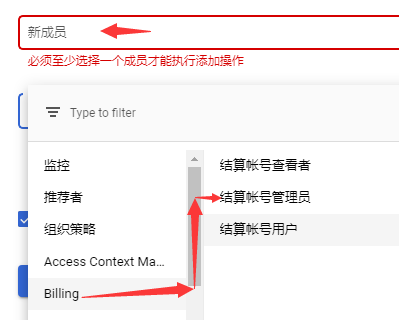 新成员
必须至少选择一个成员才能执行添加操作
Type to filter
监控
推荐者
组织策略
Access Context Ma...
Billing
结算帐号查看者
结算帐号管理员
结算帐号用户